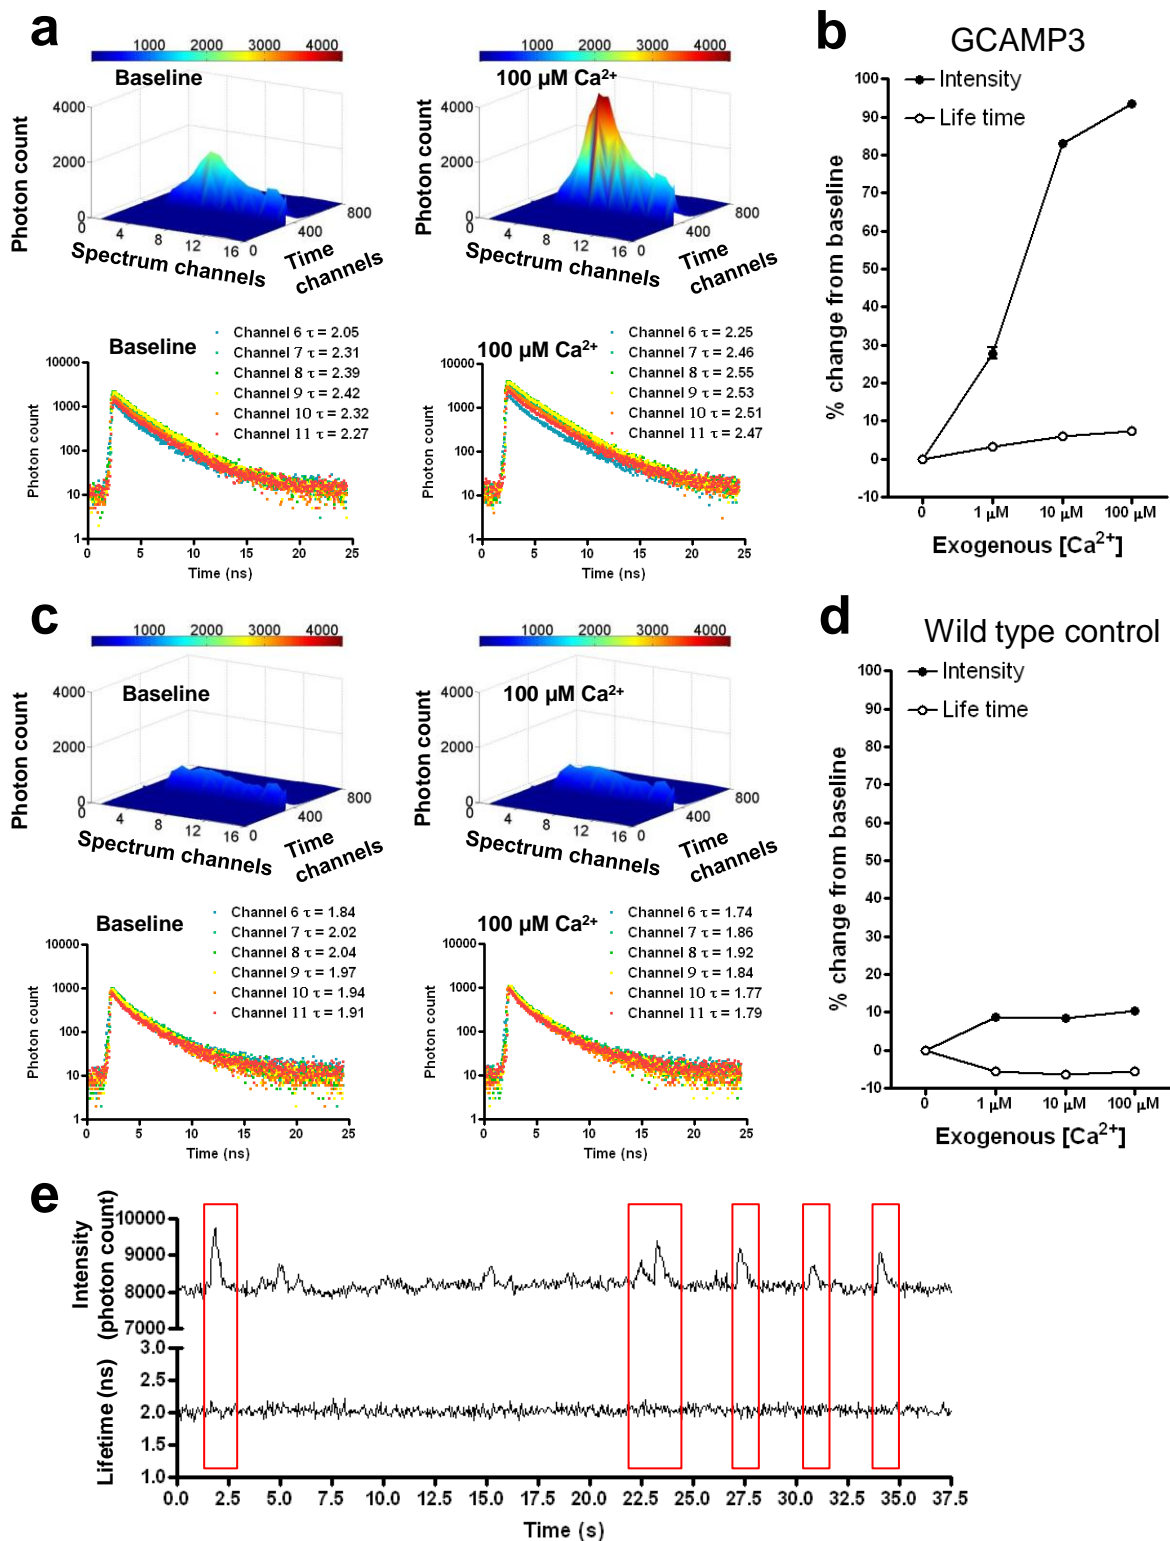 a
1000 2000 3000 4000
Baseline
Photon count
4000
2000
0
0 4 8 12 16
Spectrum channels
0 400 800
Time channels
1000 2000 3000 4000
100 µM Ca²⁺
Photon count
4000
2000
0
0 4 8 12 16
Spectrum channels
0 400 800
Time channels
Baseline
Channel 6 τ = 2.05
Channel 7 τ = 2.31
Channel 8 τ = 2.39
Channel 9 τ = 2.42
Channel 10 τ = 2.32
Channel 11 τ = 2.27
Photon count
10000
1000
100
10
1
0 5 10 15 20 25
Time (ns)
100 µM Ca²⁺
Channel 6 τ = 2.25
Channel 7 τ = 2.46
Channel 8 τ = 2.55
Channel 9 τ = 2.53
Channel 10 τ = 2.51
Channel 11 τ = 2.47
Photon count
10000
1000
100
10
1
0 5 10 15 20 25
Time (ns)
b
GCAMP3
Intensity
Life time
% change from baseline
100
90
80
70
60
50
40
30
20
10
0
-10
0 1 µM 10 µM 100 µM
Exogenous [Ca²⁺]
c
1000 2000 3000 4000
Baseline
Photon count
4000
2000
0
0 4 8 12 16
Spectrum channels
0 400 800
Time channels
1000 2000 3000 4000
100 µM Ca²⁺
Photon count
4000
2000
0
0 4 8 12 16
Spectrum channels
0 400 800
Time channels
Baseline
Channel 6 τ = 1.84
Channel 7 τ = 2.02
Channel 8 τ = 2.04
Channel 9 τ = 1.97
Channel 10 τ = 1.94
Channel 11 τ = 1.91
Photon count
10000
1000
100
10
1
0 5 10 15 20 25
Time (ns)
100 µM Ca²⁺
Channel 6 τ = 1.74
Channel 7 τ = 1.86
Channel 8 τ = 1.92
Channel 9 τ = 1.84
Channel 10 τ = 1.77
Channel 11 τ = 1.79
Photon count
10000
1000
100
10
1
0 5 10 15 20 25
Time (ns)
d
Wild type control
Intensity
Life time
% change from baseline
100
90
80
70
60
50
40
30
20
10
0
-10
0 1 µM 10 µM 100 µM
Exogenous [Ca²⁺]
e
Intensity
(photon count)
10000
9000
8000
7000
Lifetime (ns)
3.0
2.5
2.0
1.5
1.0
0.0 2.5 5.0 7.5 10.0 12.5 15.0 17.5 20.0 22.5 25.0 27.5 30.0 32.5 35.0 37.5
Time (s)